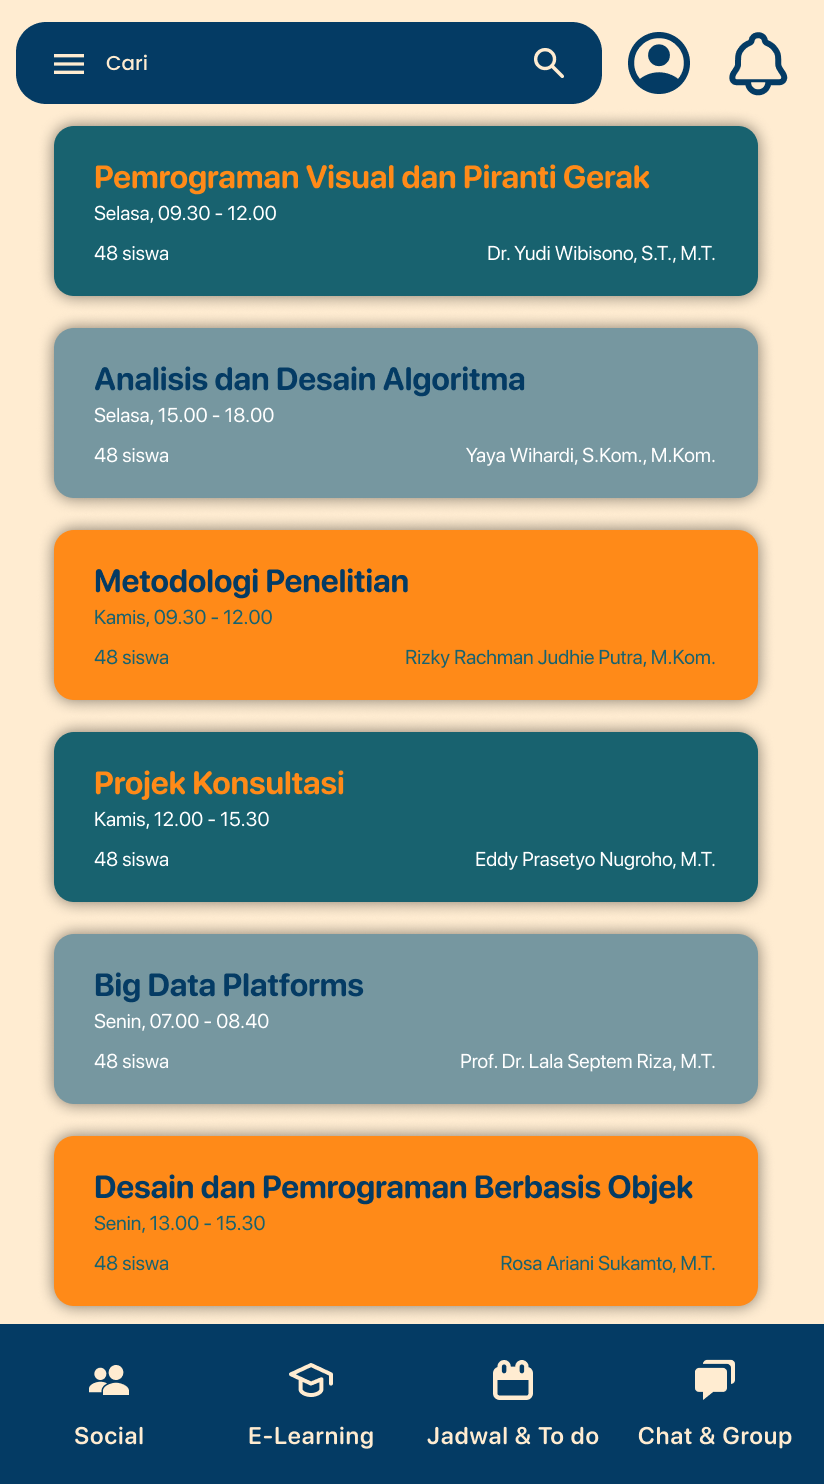 Cari
Pemrograman Visual dan Piranti Gerak
Selasa, 09.30 - 12.00
48 siswa
Dr. Yudi Wibisono, S.T., M.T.
Analisis dan Desain Algoritma
Selasa, 15.00 - 18.00
48 siswa
Yaya Wihardi, S.Kom., M.Kom.
Metodologi Penelitian
Kamis, 09.30 - 12.00
48 siswa
Rizky Rachman Judhie Putra, M.Kom.
Projek Konsultasi
Kamis, 12.00 - 15.30
48 siswa
Eddy Prasetyo Nugroho, M.T.
Big Data Platforms
Senin, 07.00 - 08.40
48 siswa
Prof. Dr. Lala Septem Riza, M.T.
Desain dan Pemrograman Berbasis Objek
Senin, 13.00 - 15.30
48 siswa
Rosa Ariani Sukamto, M.T.
Social
E-Learning
Jadwal & To do
Chat & Group